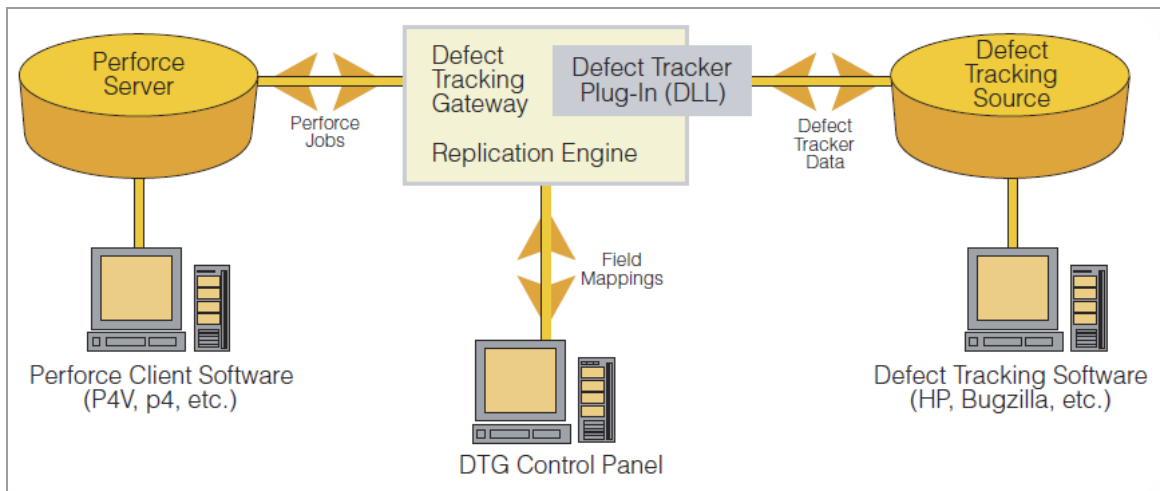 Perforce
Server
Perforce
Jobs
Defect
Tracking
Gateway
Replication Engine
Defect Tracker
Plug-In (DLL)
Defect
Tracker
Data
Defect
Tracking
Source
Field
Mappings
Perforce Client Software
(P4V, p4, etc.)
DTG Control Panel
Defect Tracking Software
(HP, Bugzilla, etc.)